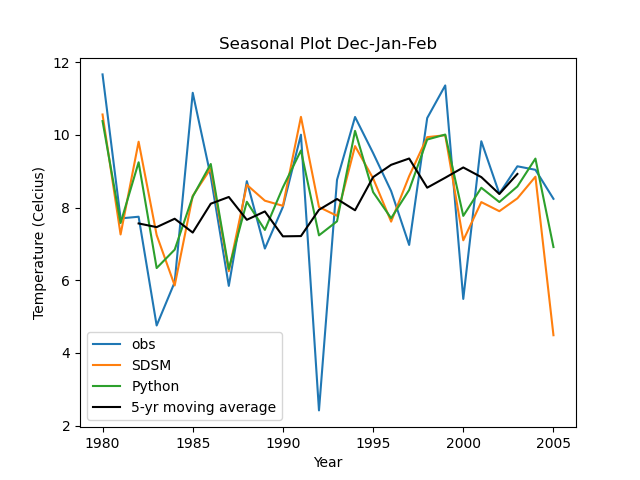 Seasonal Plot Dec-Jan-Feb
12
10
8
6
4
2
Temperature (Celcius)
obs
SDSM
Python
5-yr moving average
1980
1985
1990
1995
2000
2005
Year